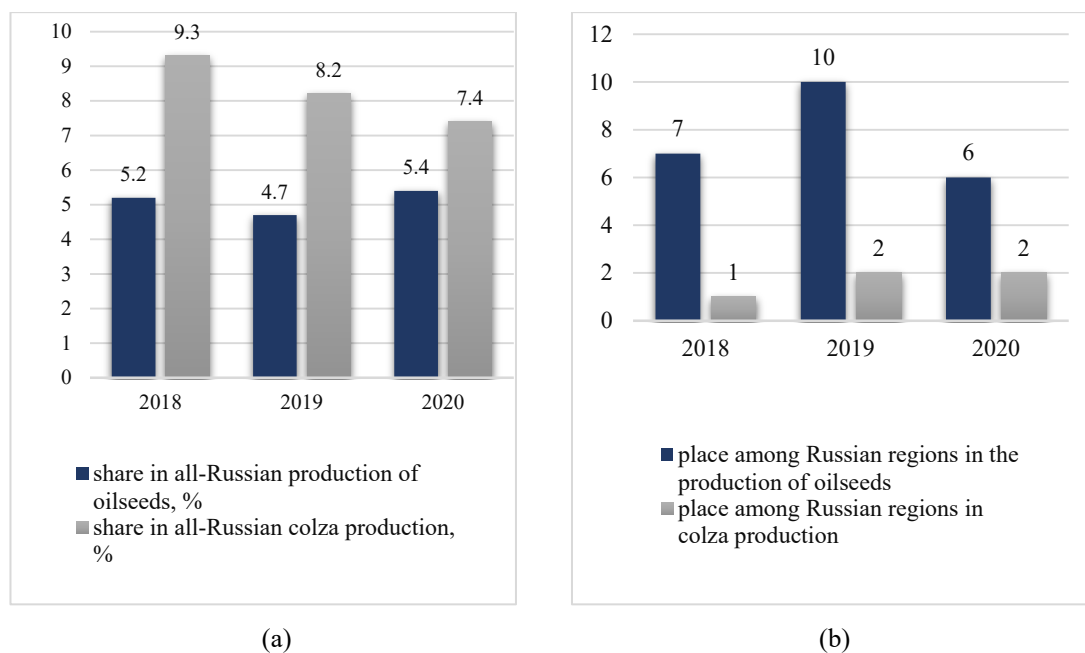 10
9
8
7
6
5
4
3
2
1
0
9.3
8.2
7.4
5.2
4.7
5.4
2018 2019 2020
share in all-Russian production of
oilseeds, %
share in all-Russian colza production,
%
(a)
12
10
8
6
4
2
0
7
10
6
1
2
2
2018 2019 2020
place among Russian regions in the
production of oilseeds
place among Russian regions in
colza production
(b)